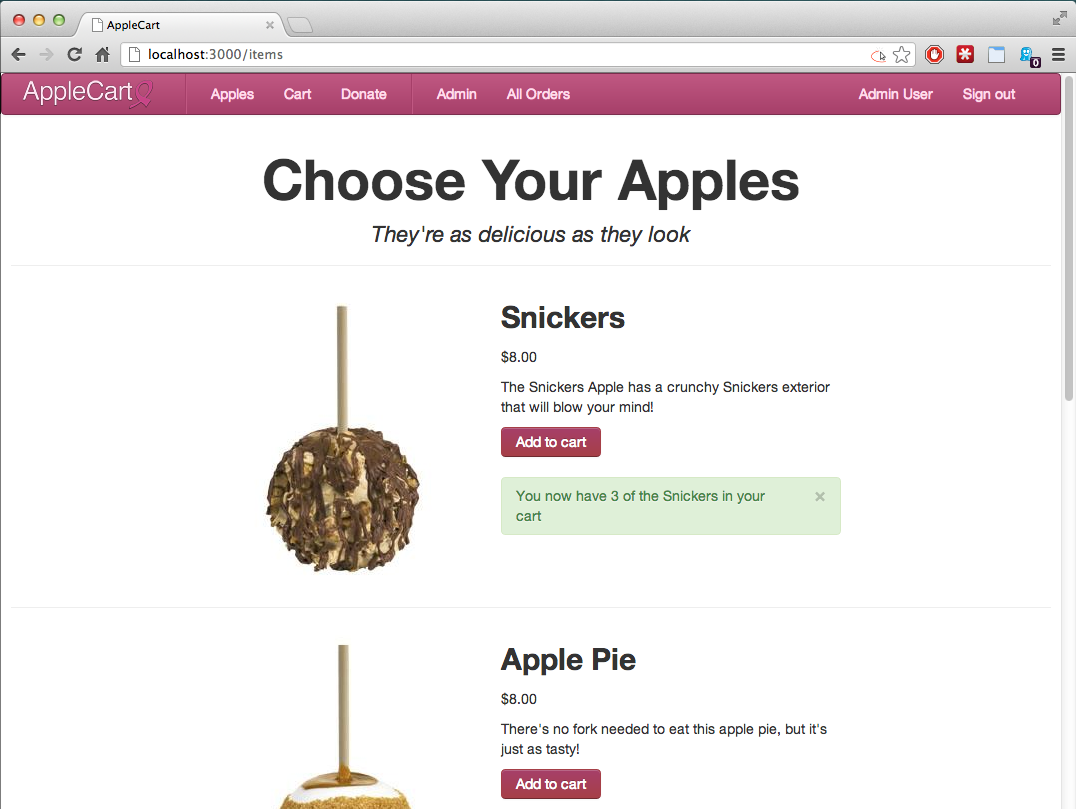 AppleCart
localhost:3000/items
0
AppleCart
Apples
Cart
Donate
Admin
All Orders
Admin User
Sign out
Choose Your Apples
They're as delicious as they look
Snickers
$8.00
The Snickers Apple has a crunchy Snickers exterior
that will blow your mind!
Add to cart
You now have 3 of the Snickers in your
cart
×
Apple Pie
$8.00
There's no fork needed to eat this apple pie, but it's
just as tasty!
Add to cart